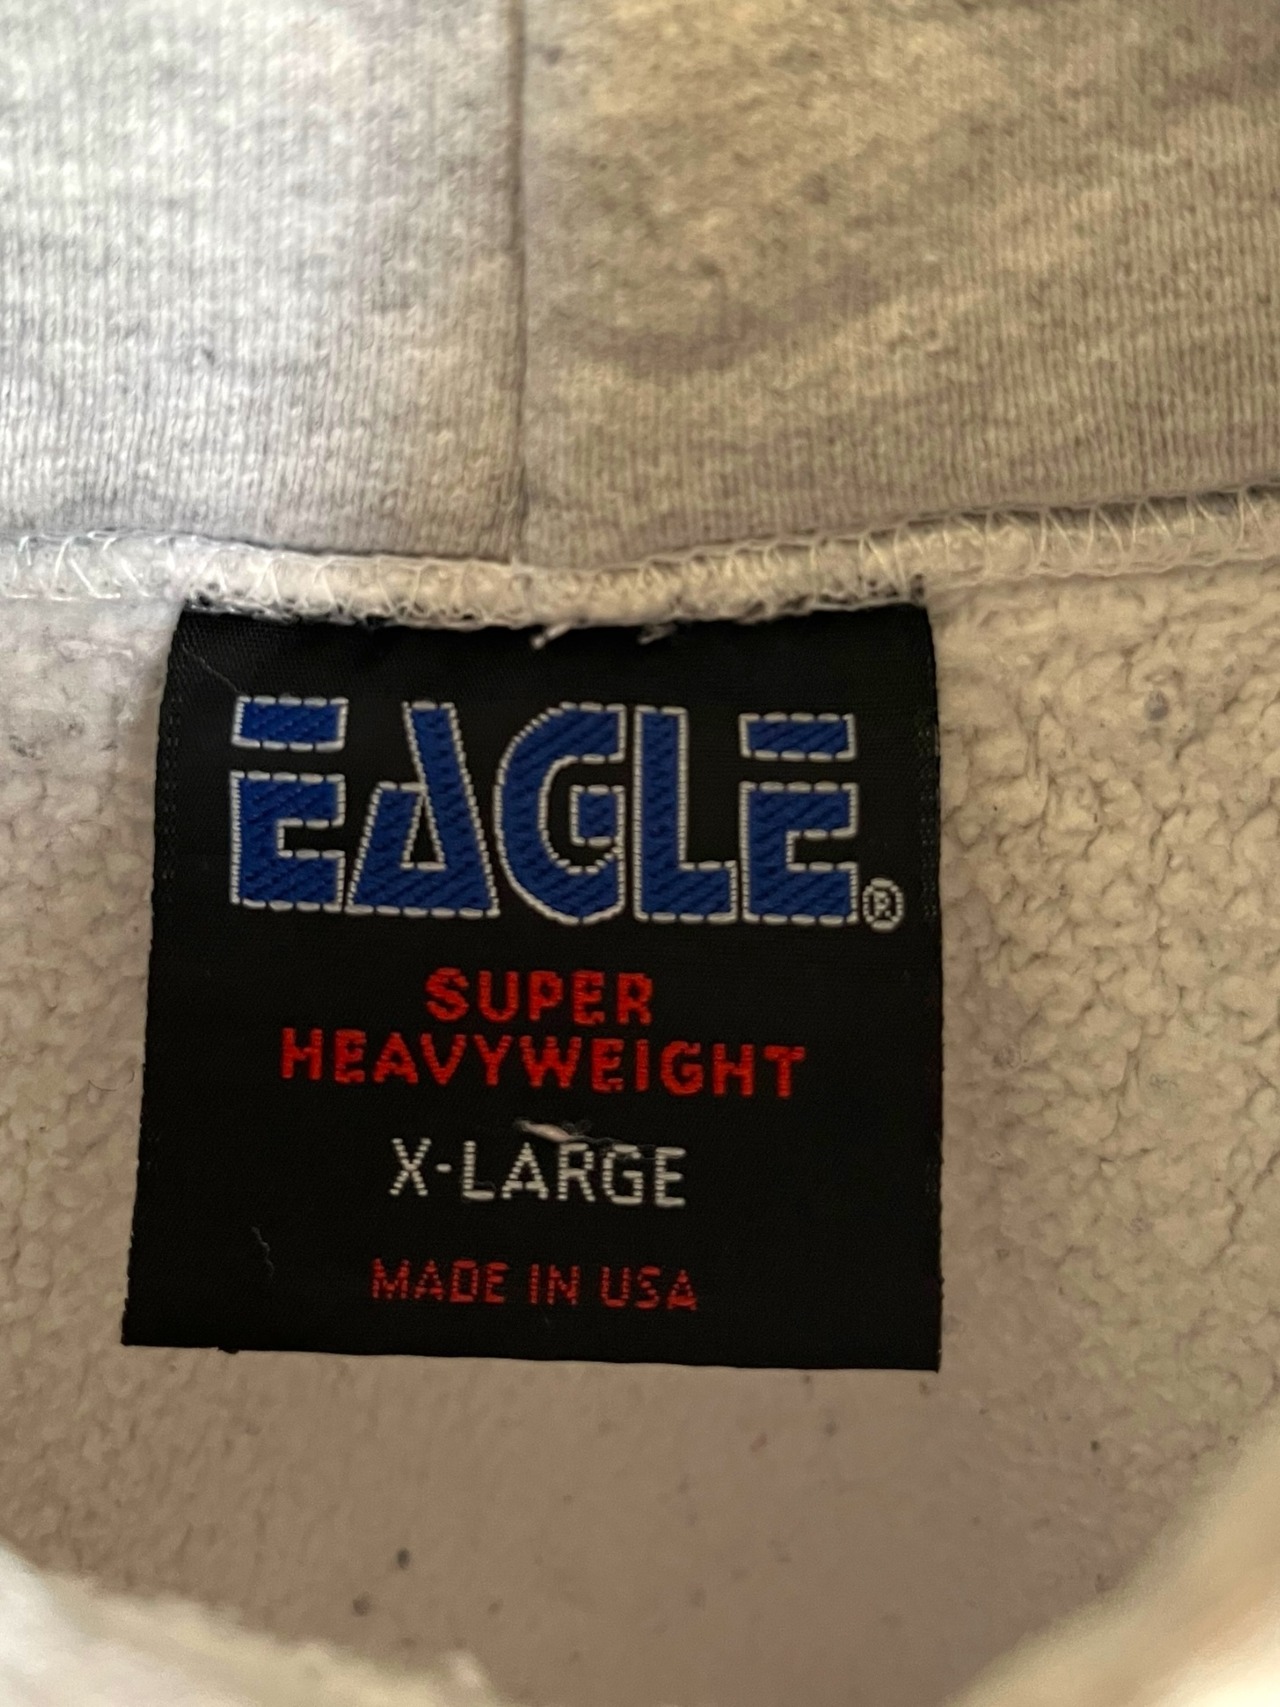 EAGLE®
SUPER
HEAVYWEIGHT
X-LARGE
MADE IN USA